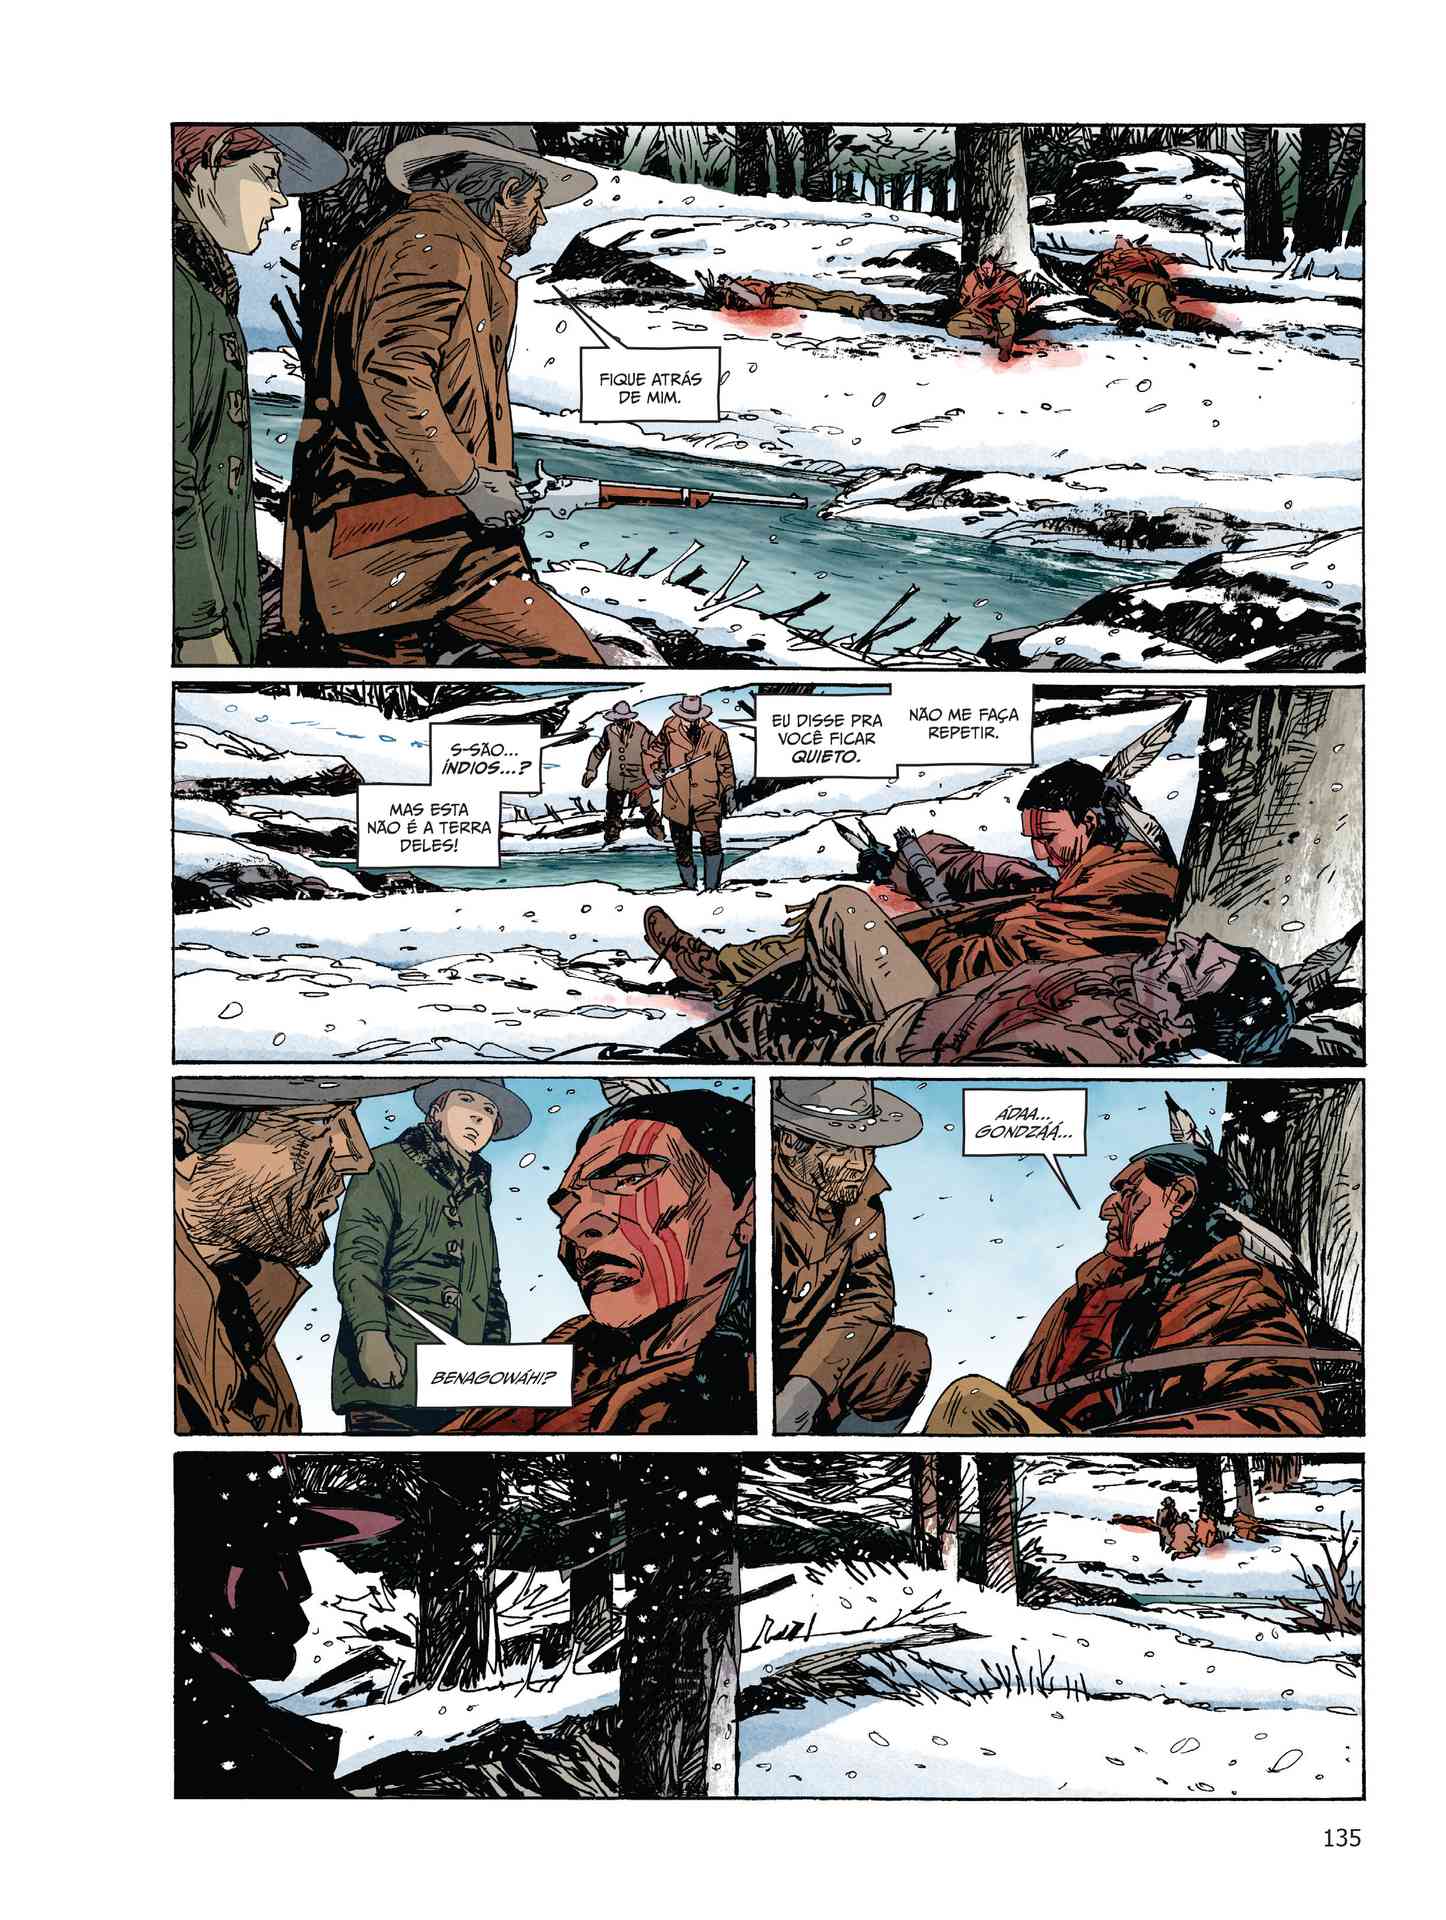 FIQUE ATRÁS
DE MIM.
S-SÃO...
ÍNDIOS...?
MAS ESTA
NÃO É A TERRA
DELES!
EU DISSE PRA
VOCÊ FICAR
QUIETO.
NÃO ME FAÇA
REPETIR.
BENAGOWÁHI?
ÁDAA...
GONDZĄ́Ą́...
135